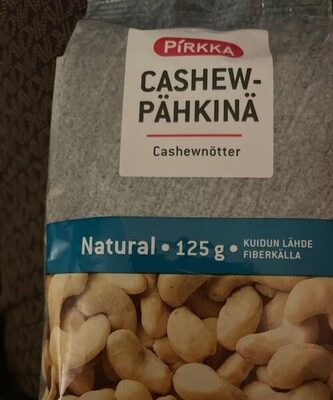 PIRKKA
CASHEW-
PÄHKINÄ
Cashewnötter
Natural • 125 g • KUIDUN LÄHDE
FIBERKÄLLA